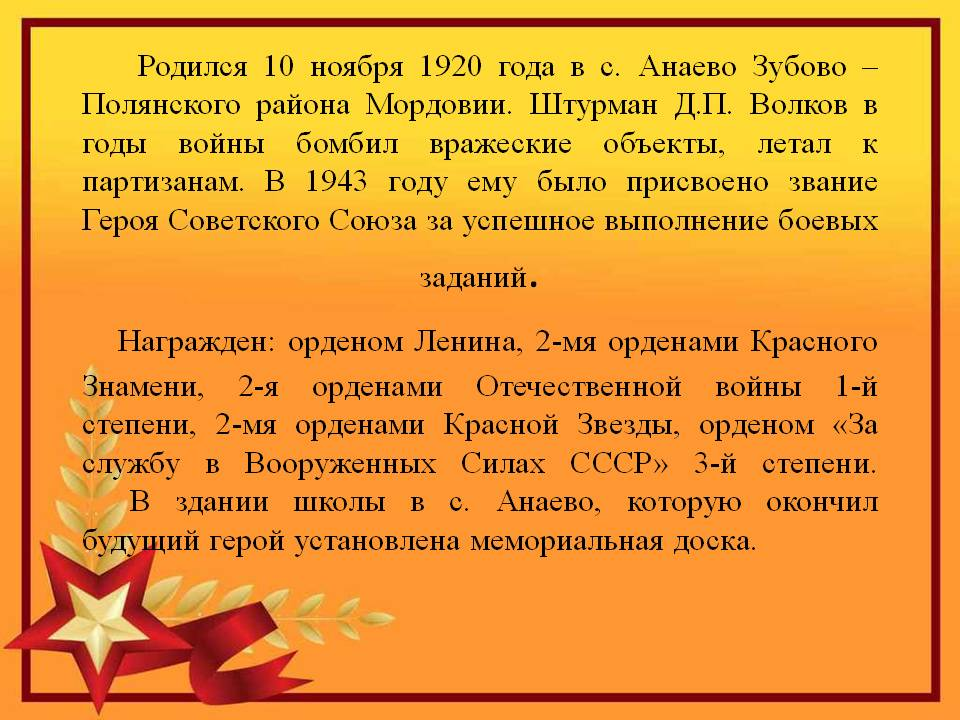 Родился 10 ноября 1920 года в с. Анаево Зубово –
Полянского района Мордовии. Штурман Д.П. Волков в
годы войны бомбил вражеские объекты, летал к
партизанам. В 1943 году ему было присвоено звание
Героя Советского Союза за успешное выполнение боевых
заданий.
Награжден: орденом Ленина, 2-мя орденами Красного
Знамени, 2-я орденами Отечественной войны 1-й
степени, 2-мя орденами Красной Звезды, орденом «За
службу в Вооруженных Силах СССР» 3-й степени.
В здании школы в с. Анаево, которую окончил
будущий герой установлена мемориальная доска.